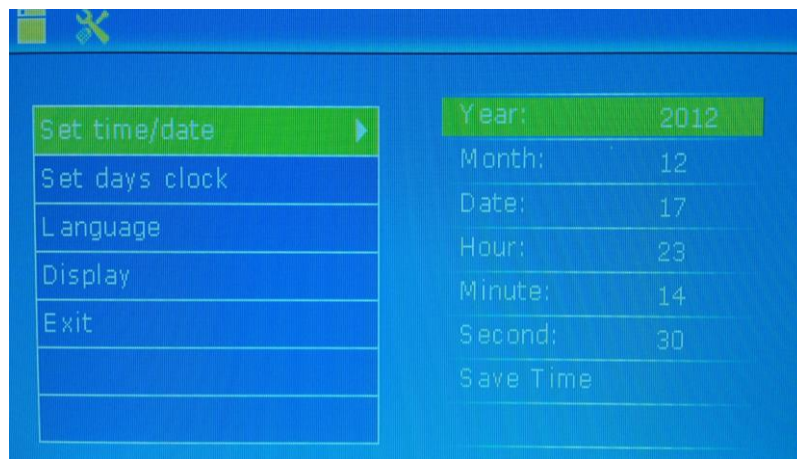 Set time/date
Set days clock
Language
Display
Exit
Year: 2012
Month: 12
Date: 17
Hour: 23
Minute: 14
Second: 30
Save Time